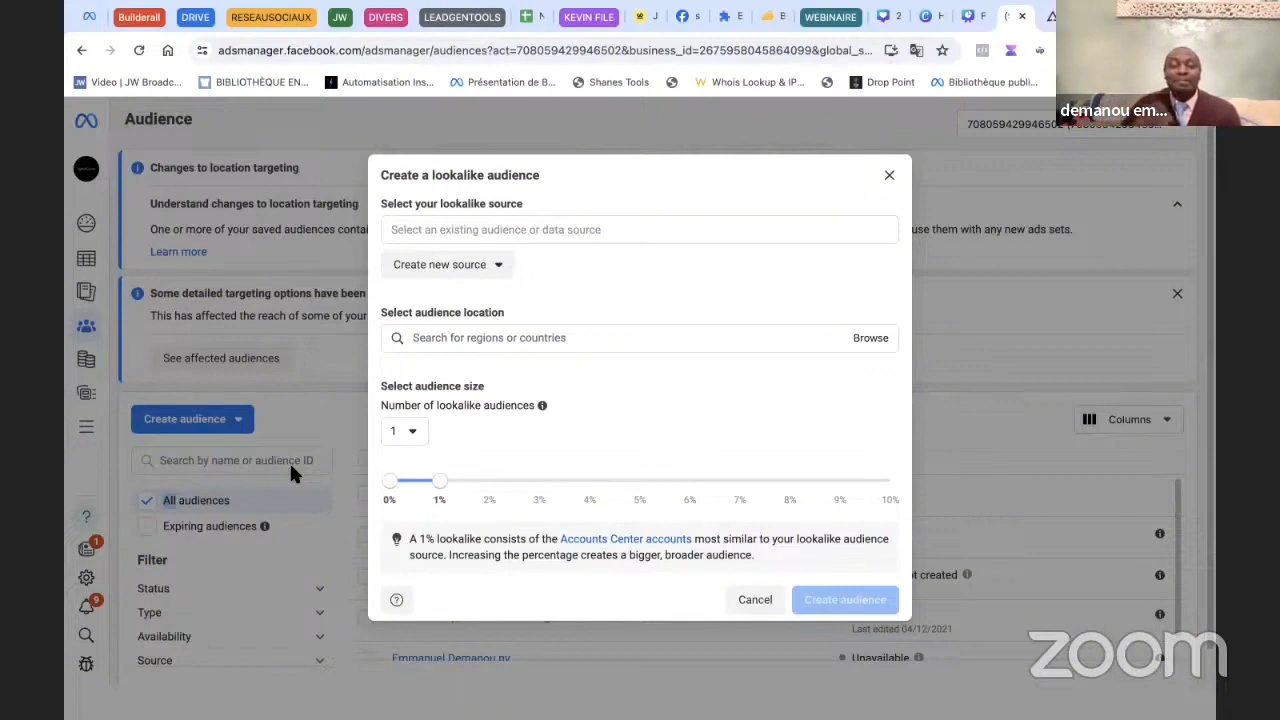 Builderall DRIVE RESEAUSOCIAUX JW DIVERS LEADGENTOOLS N KEVIN FILE J s E B WEBINAIRE 2 H F
adsmanager.facebook.com/adsmanager/audiences?act=708059429946502&business_id=2675958045864099&global_s...
Video | JW Broadc... BIBLIOTHÈQUE EN... Automatisation Ins... Présentation de B... Shanes Tools Whois Lookup & IP... Drop Point Bibliothèque publi...
demanou em...
Audience
Changes to location targeting
Understand changes to location targeting
One or more of your saved audiences contai
use them with any new ad sets.
Learn more
Some detailed targeting options have been
This has affected the reach of some of your
See affected audiences
Create audience
Columns
Search by name or audience ID
All audiences
Expiring audiences
Filter
Status
Type
Availability
Source
1
9
Create a lookalike audience
Select your lookalike source
Select an existing audience or data source
Create new source
Select audience location
Search for regions or countries Browse
Select audience size
Number of lookalike audiences
1
0% 1% 2% 3% 4% 5% 6% 7% 8% 9% 10%
A 1% lookalike consists of the Accounts Center accounts most similar to your lookalike audience
source. Increasing the percentage creates a bigger, broader audience.
Cancel Create audience
t created
Last edited 04/12/2021
Emmanuel Demanou.pv
Unavailable
zoom